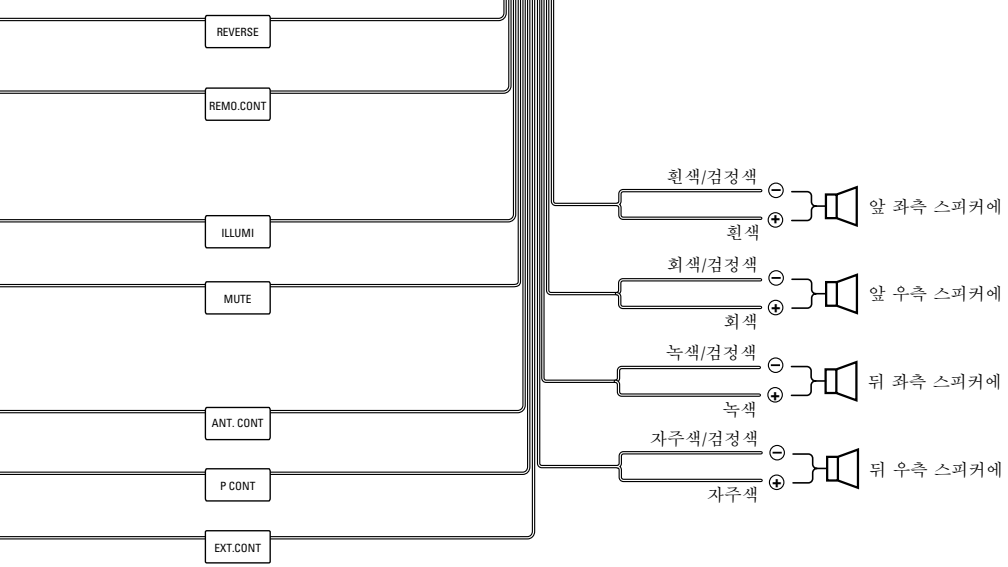 REVERSE
REMO.CONT
ILLUMI
MUTE
ANT. CONT
P CONT
EXT.CONT
흰색/검정색
흰색
앞 좌측 스피커에
회색/검정색
회색
앞 우측 스피커에
녹색/검정색
녹색
뒤 좌측 스피커에
자주색/검정색
자주색
뒤 우측 스피커에